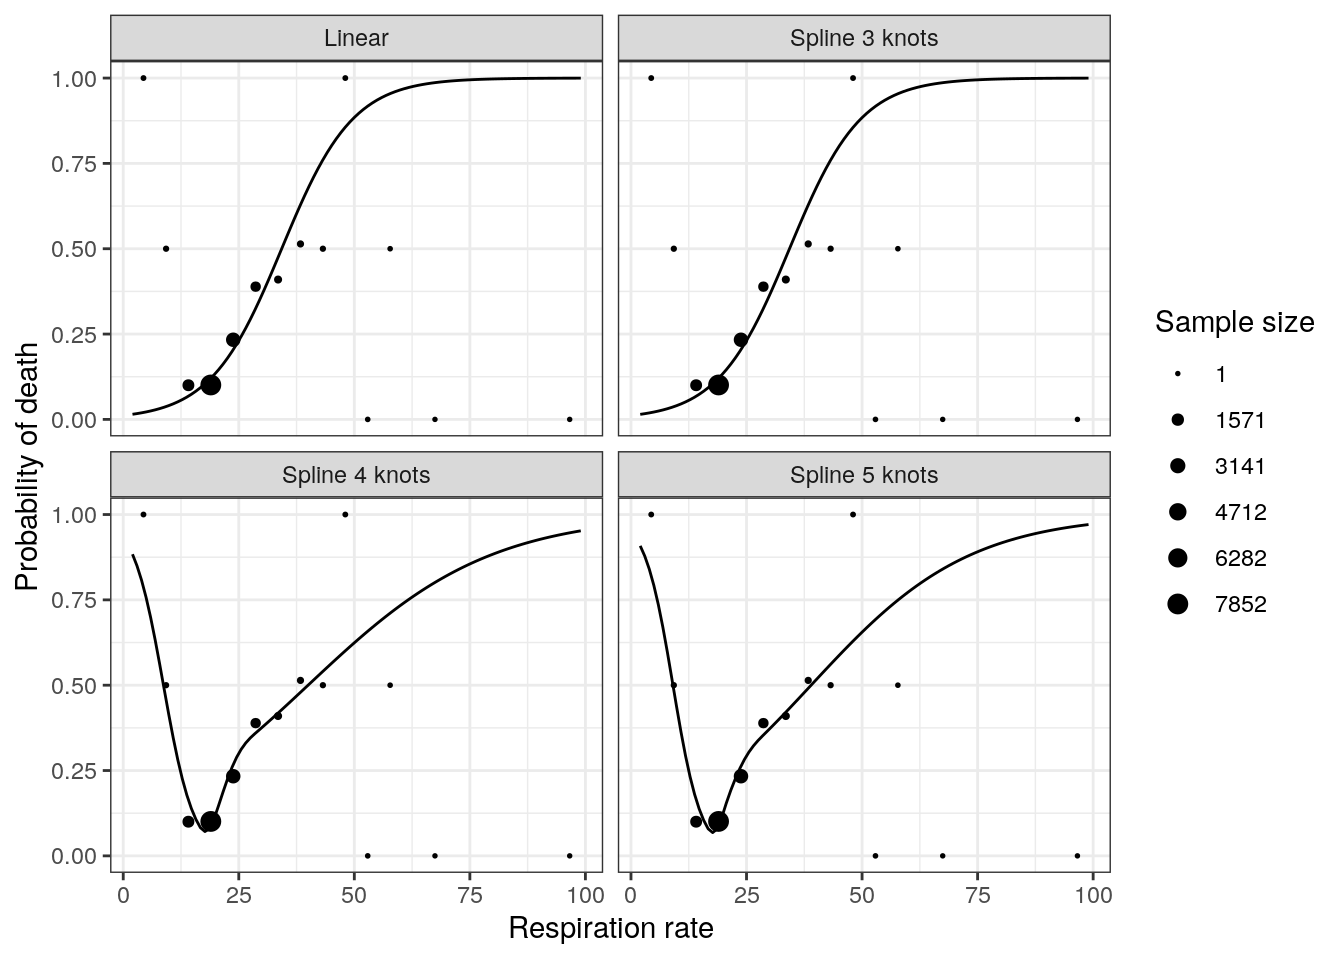 Linear
Spline 3 knots
1.00
0.75
0.50
0.25
0.00
Spline 4 knots
Spline 5 knots
1.00
0.75
0.50
0.25
0.00
0 25 50 75 100
0 25 50 75 100
Respiration rate
Probability of death
Sample size
1
1571
3141
4712
6282
7852